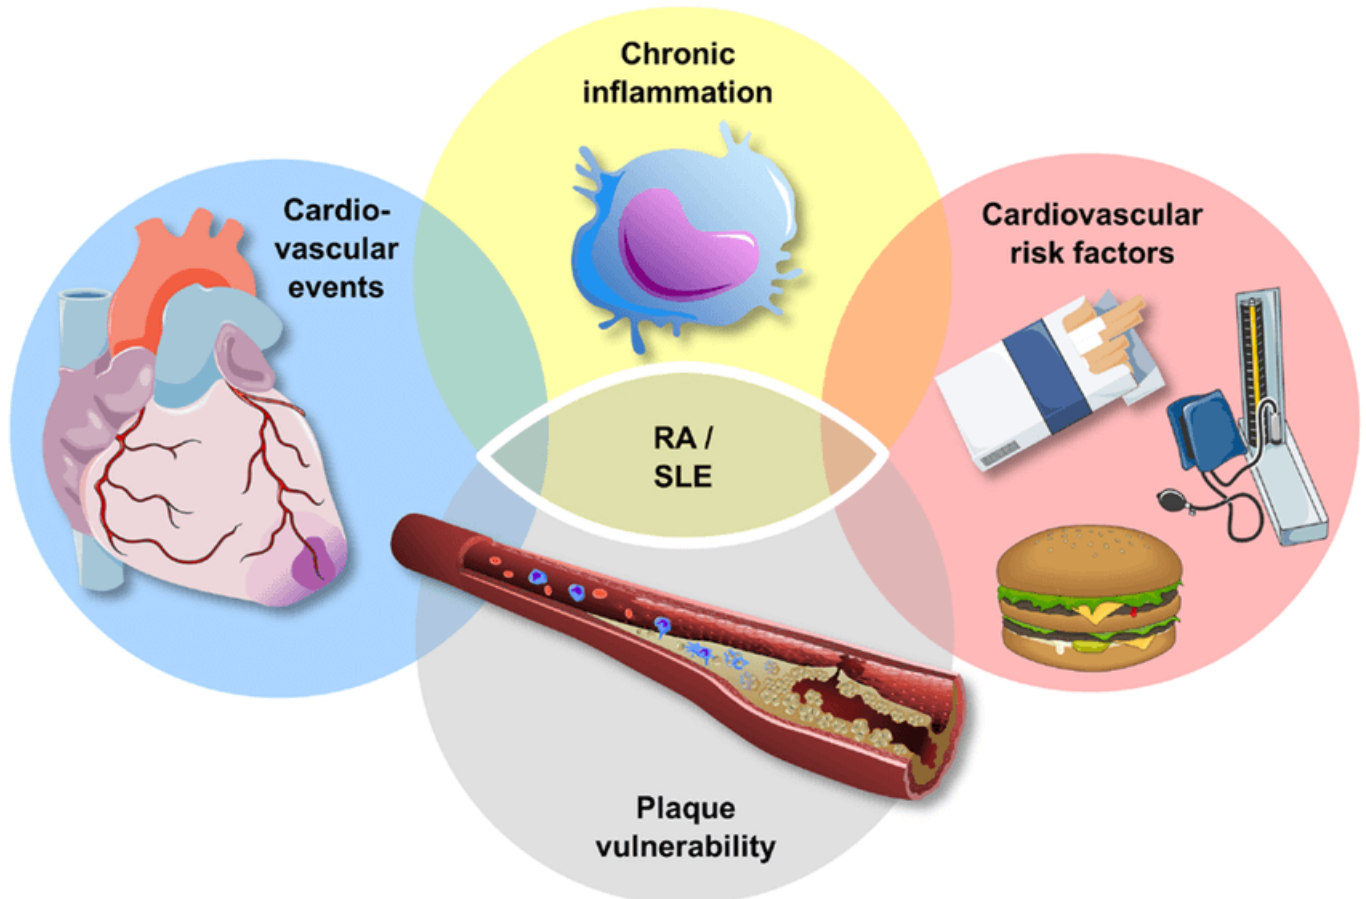 Chronic
inflammation
Cardio-
vascular
events
Cardiovascular
risk factors
RA /
SLE
Plaque
vulnerability